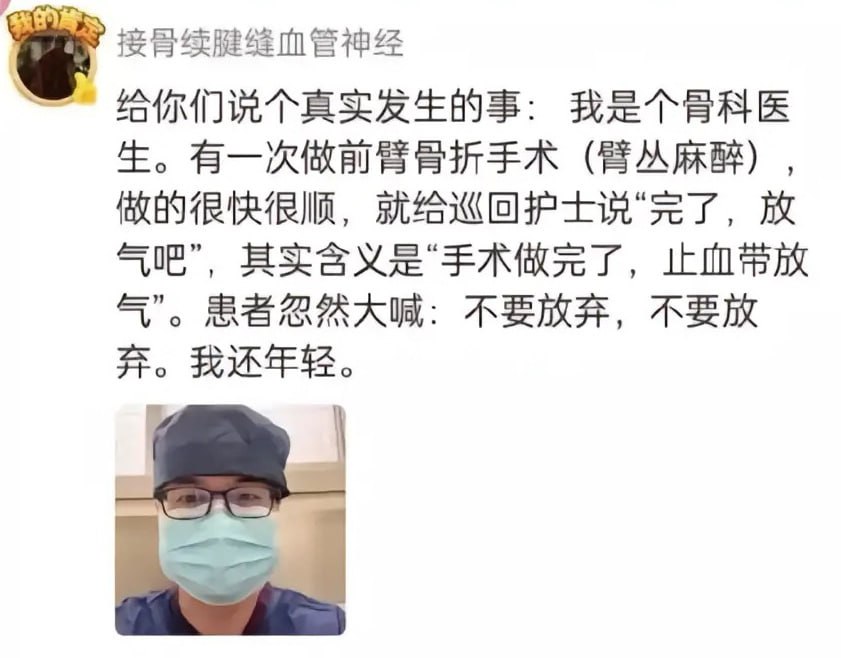 我的肯定
接骨续腱缝血管神经
给你们说个真实发生的事： 我是个骨科医
生。有一次做前臂骨折手术（臂丛麻醉），
做的很快很顺，就给巡回护士说“完了，放
气吧”，其实含义是“手术做完了，止血带放
气”。患者忽然大喊：不要放弃，不要放
弃。我还年轻。